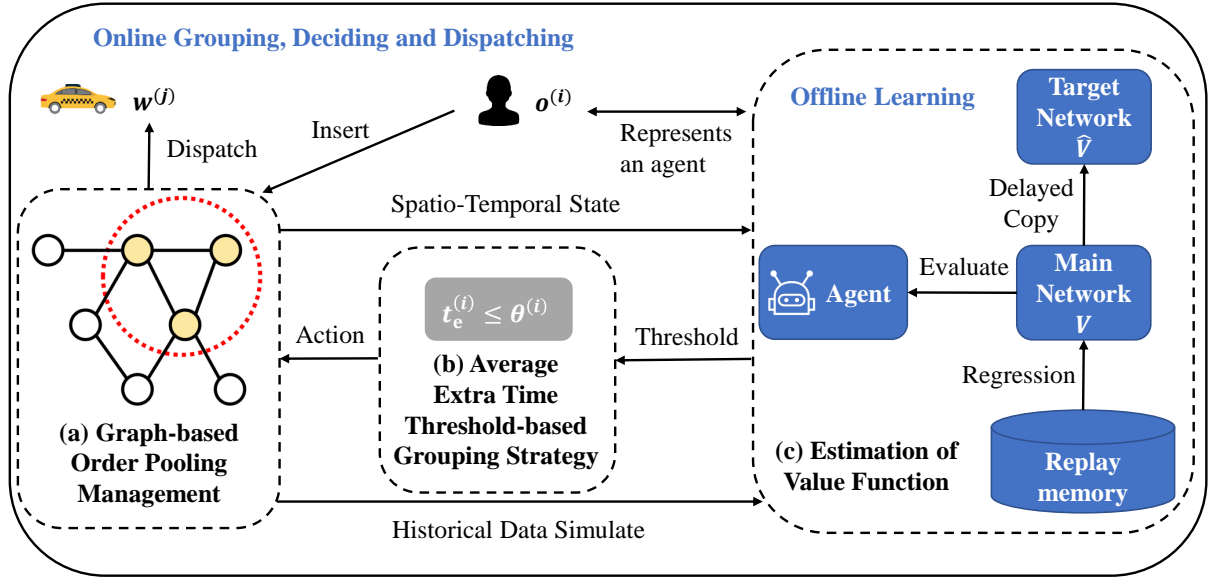 Online Grouping, Deciding and Dispatching
w^(j)
o^(i)
Insert
Dispatch
Represents
an agent
Spatio-Temporal State
t_e^(i) ≤ θ^(i)
Action
Threshold
(a) Graph-based
Order Pooling
Management
(b) Average
Extra Time
Threshold-based
Grouping Strategy
Historical Data Simulate
Offline Learning
Target
Network
V̂
Delayed
Copy
Agent
Evaluate
Main
Network
V
Regression
(c) Estimation of
Value Function
Replay
memory